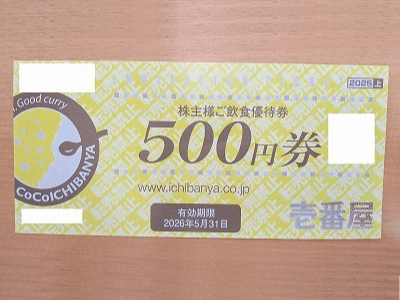 2025上
Good curry
株主様ご飲食優待券
500円券
CoCoICHIBANYA
www.ichibanya.co.jp
有効期限
2026年5月31日
壱番屋